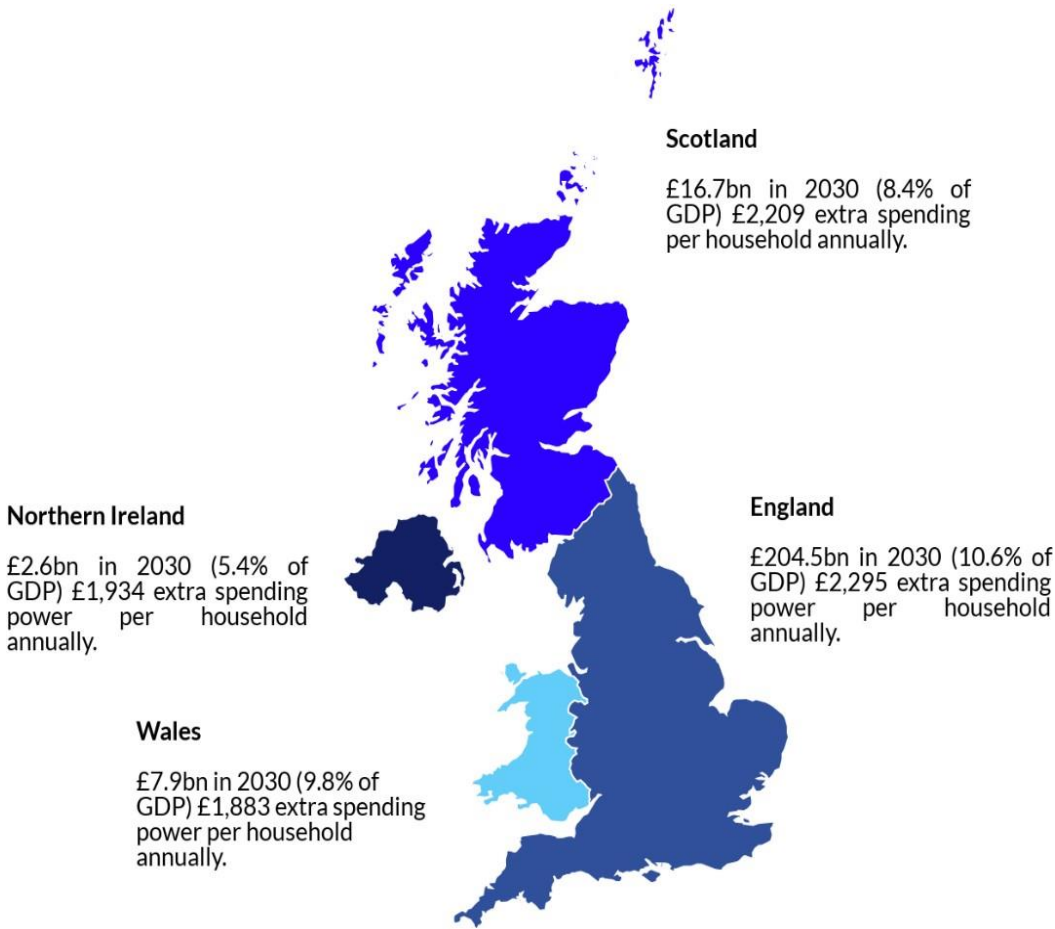 Scotland
£16.7bn in 2030 (8.4% of
GDP) £2,209 extra spending
per household annually.
Northern Ireland
£2.6bn in 2030 (5.4% of
GDP) £1,934 extra spending
power per household
annually.
England
£204.5bn in 2030 (10.6% of
GDP) £2,295 extra spending
power per household
annually.
Wales
£7.9bn in 2030 (9.8% of
GDP) £1,883 extra spending
power per household
annually.